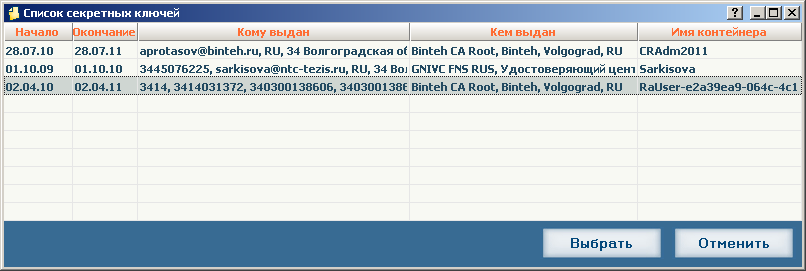 Список секретных ключей
Начало Окончание Кому выдан Кем выдан Имя контейнера
28.07.10 28.07.11 aprotasov@binteh.ru, RU, 34 Волгоградская об Binteh CA Root, Binteh, Volgograd, RU CRAdm2011
01.10.09 01.10.10 3445076225, sarkisova@ntc-tezis.ru, RU, 34 Вол GNIVC FNS RUS, Удостоверяющий цент Sarkisova
02.04.10 02.04.11 3414, 3414031372, 340300138606, 3403001386 Binteh CA Root, Binteh, Volgograd, RU RaUser-e2a39ea9-064c-4c1
Выбрать Отменить